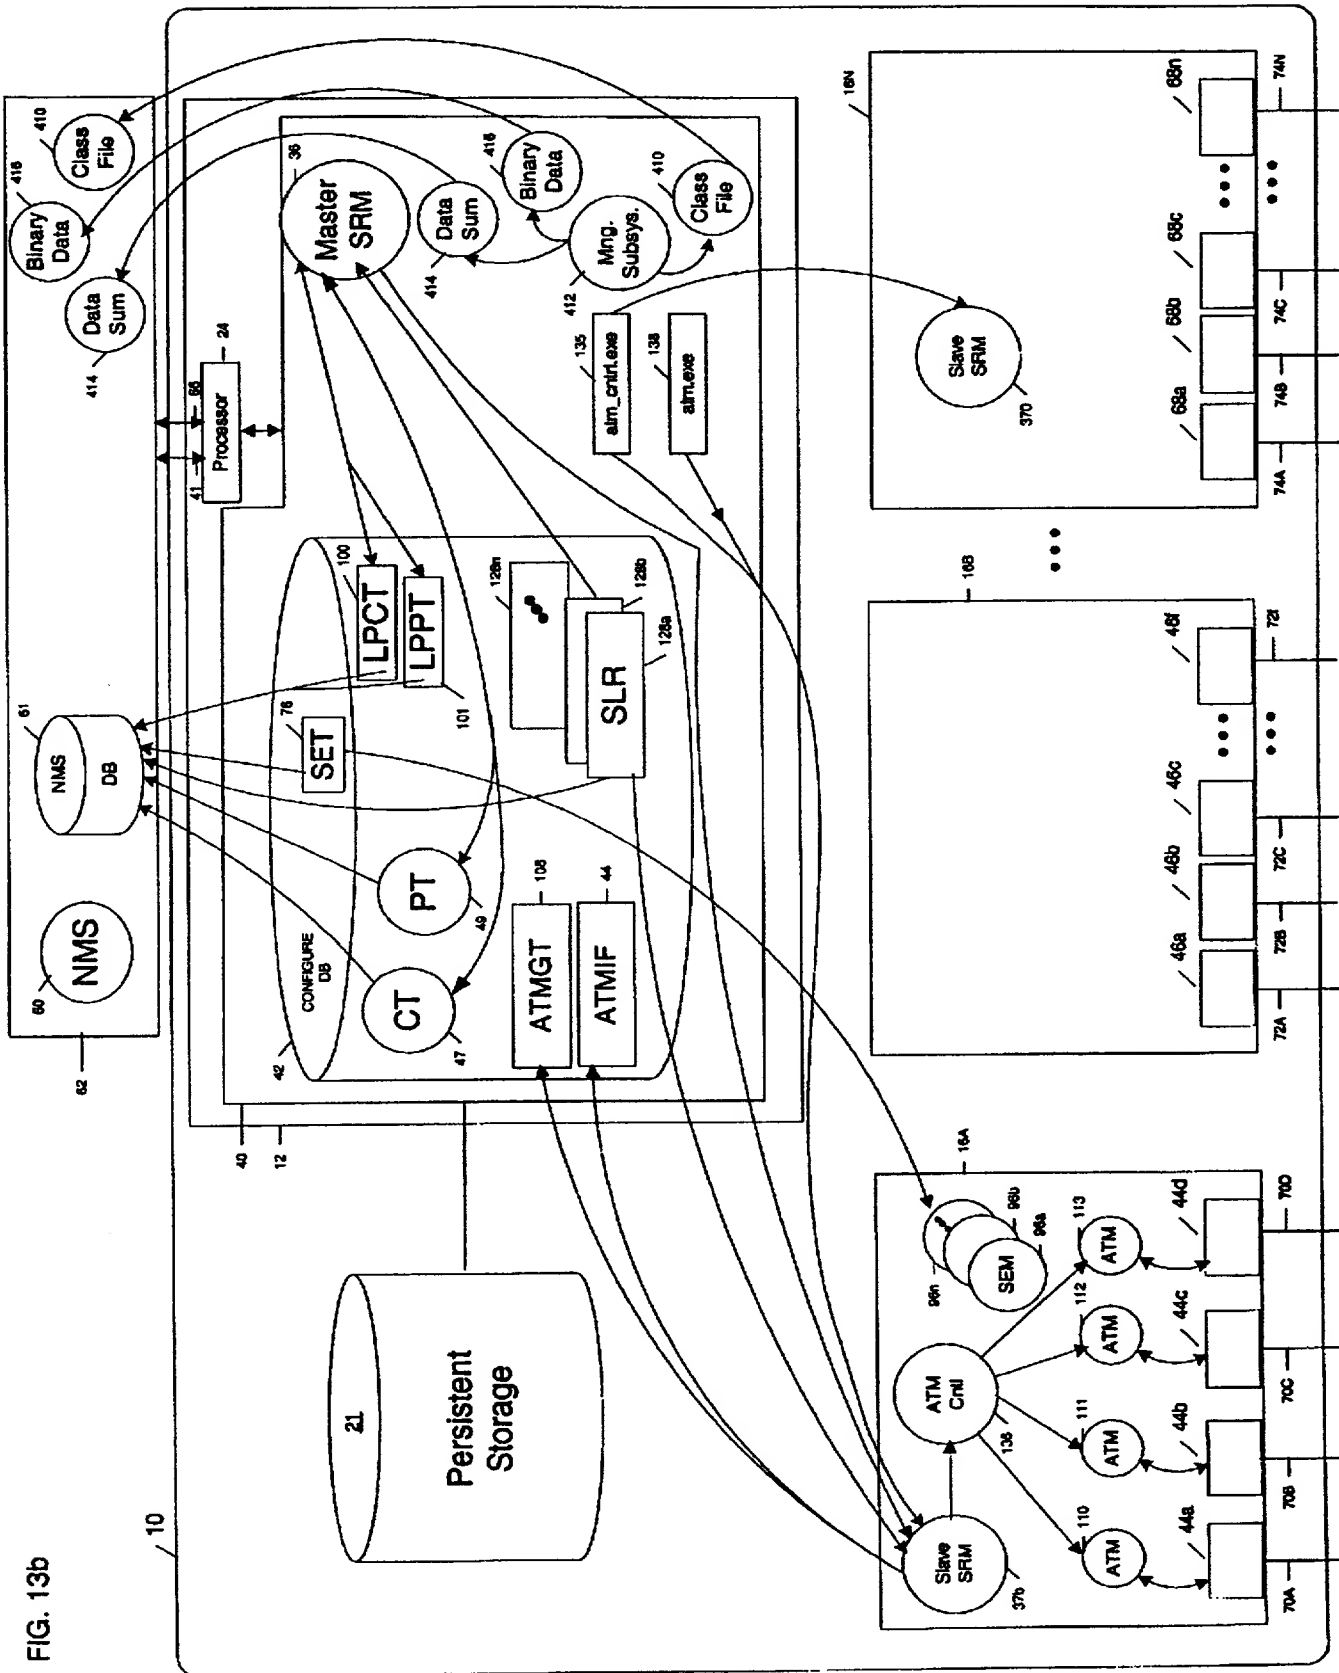 FIG. 13b
10
62
60
NMS
61
NMS
DB
414
Data
Sum
416
Binary
Data
410
Class
File
40
12
42
CONFIGURE
DB
CT
47
PT
49
76
SET
100
LPCT
LPPT
101
ATMGT
108
ATMIF
44
SLR
128n
128b
128a
41
66
Processor
24
36
Master
SRM
Data
Sum
414
416
Binary
Data
Mng.
Subsys.
412
410
Class
File
135
atm_cntrl.exe
138
atm.exe
21
Persistent
Storage
16A
Slave
SRM
37b
ATM
Cntl
136
SEM
96n
96b
96a
110
ATM
111
ATM
112
ATM
113
ATM
44a
44b
44c
44d
70A
70B
70C
70D
16B
46a
46b
46c
46f
72A
72B
72C
72f
16N
Slave
SRM
370
68a
68b
68c
68n
74A
74B
74C
74N